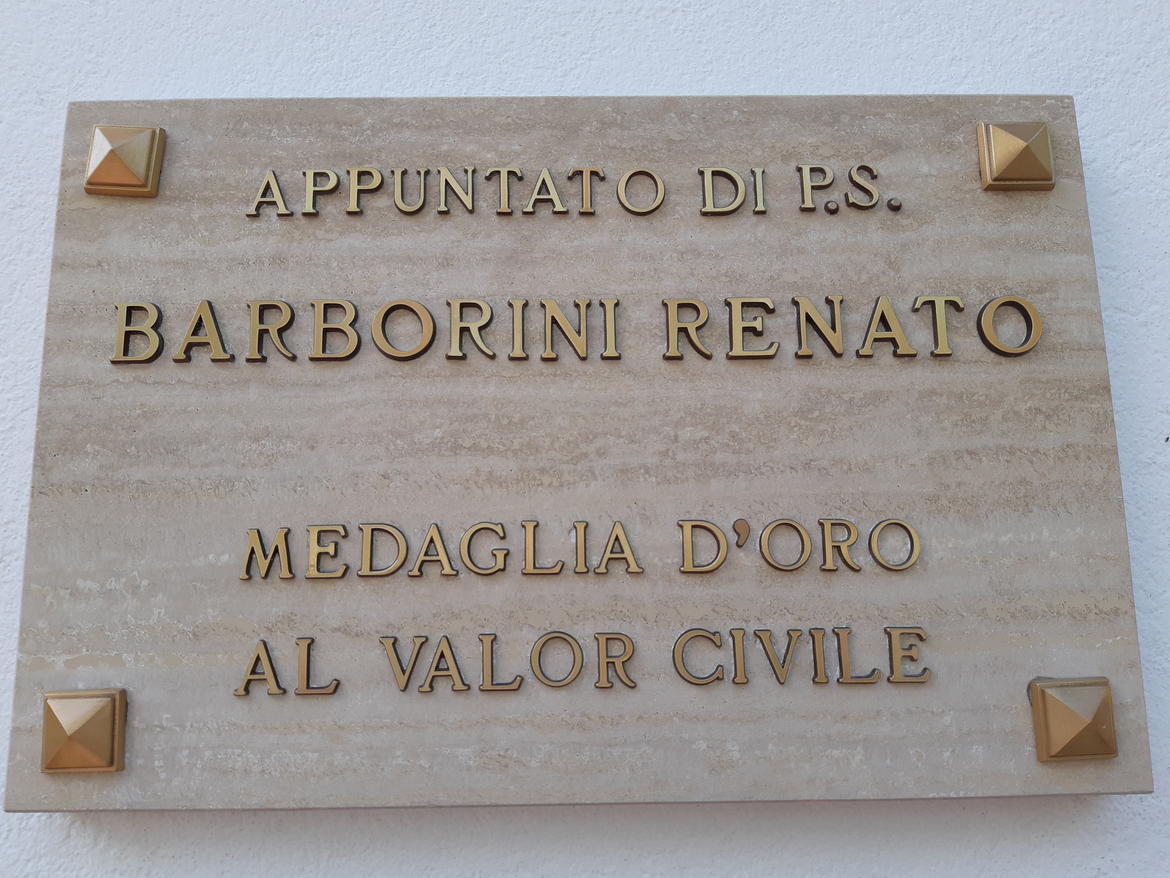 APPUNTATO DI P.S.
BARBORINI RENATO
MEDAGLIA D'ORO
AL VALOR CIVILE